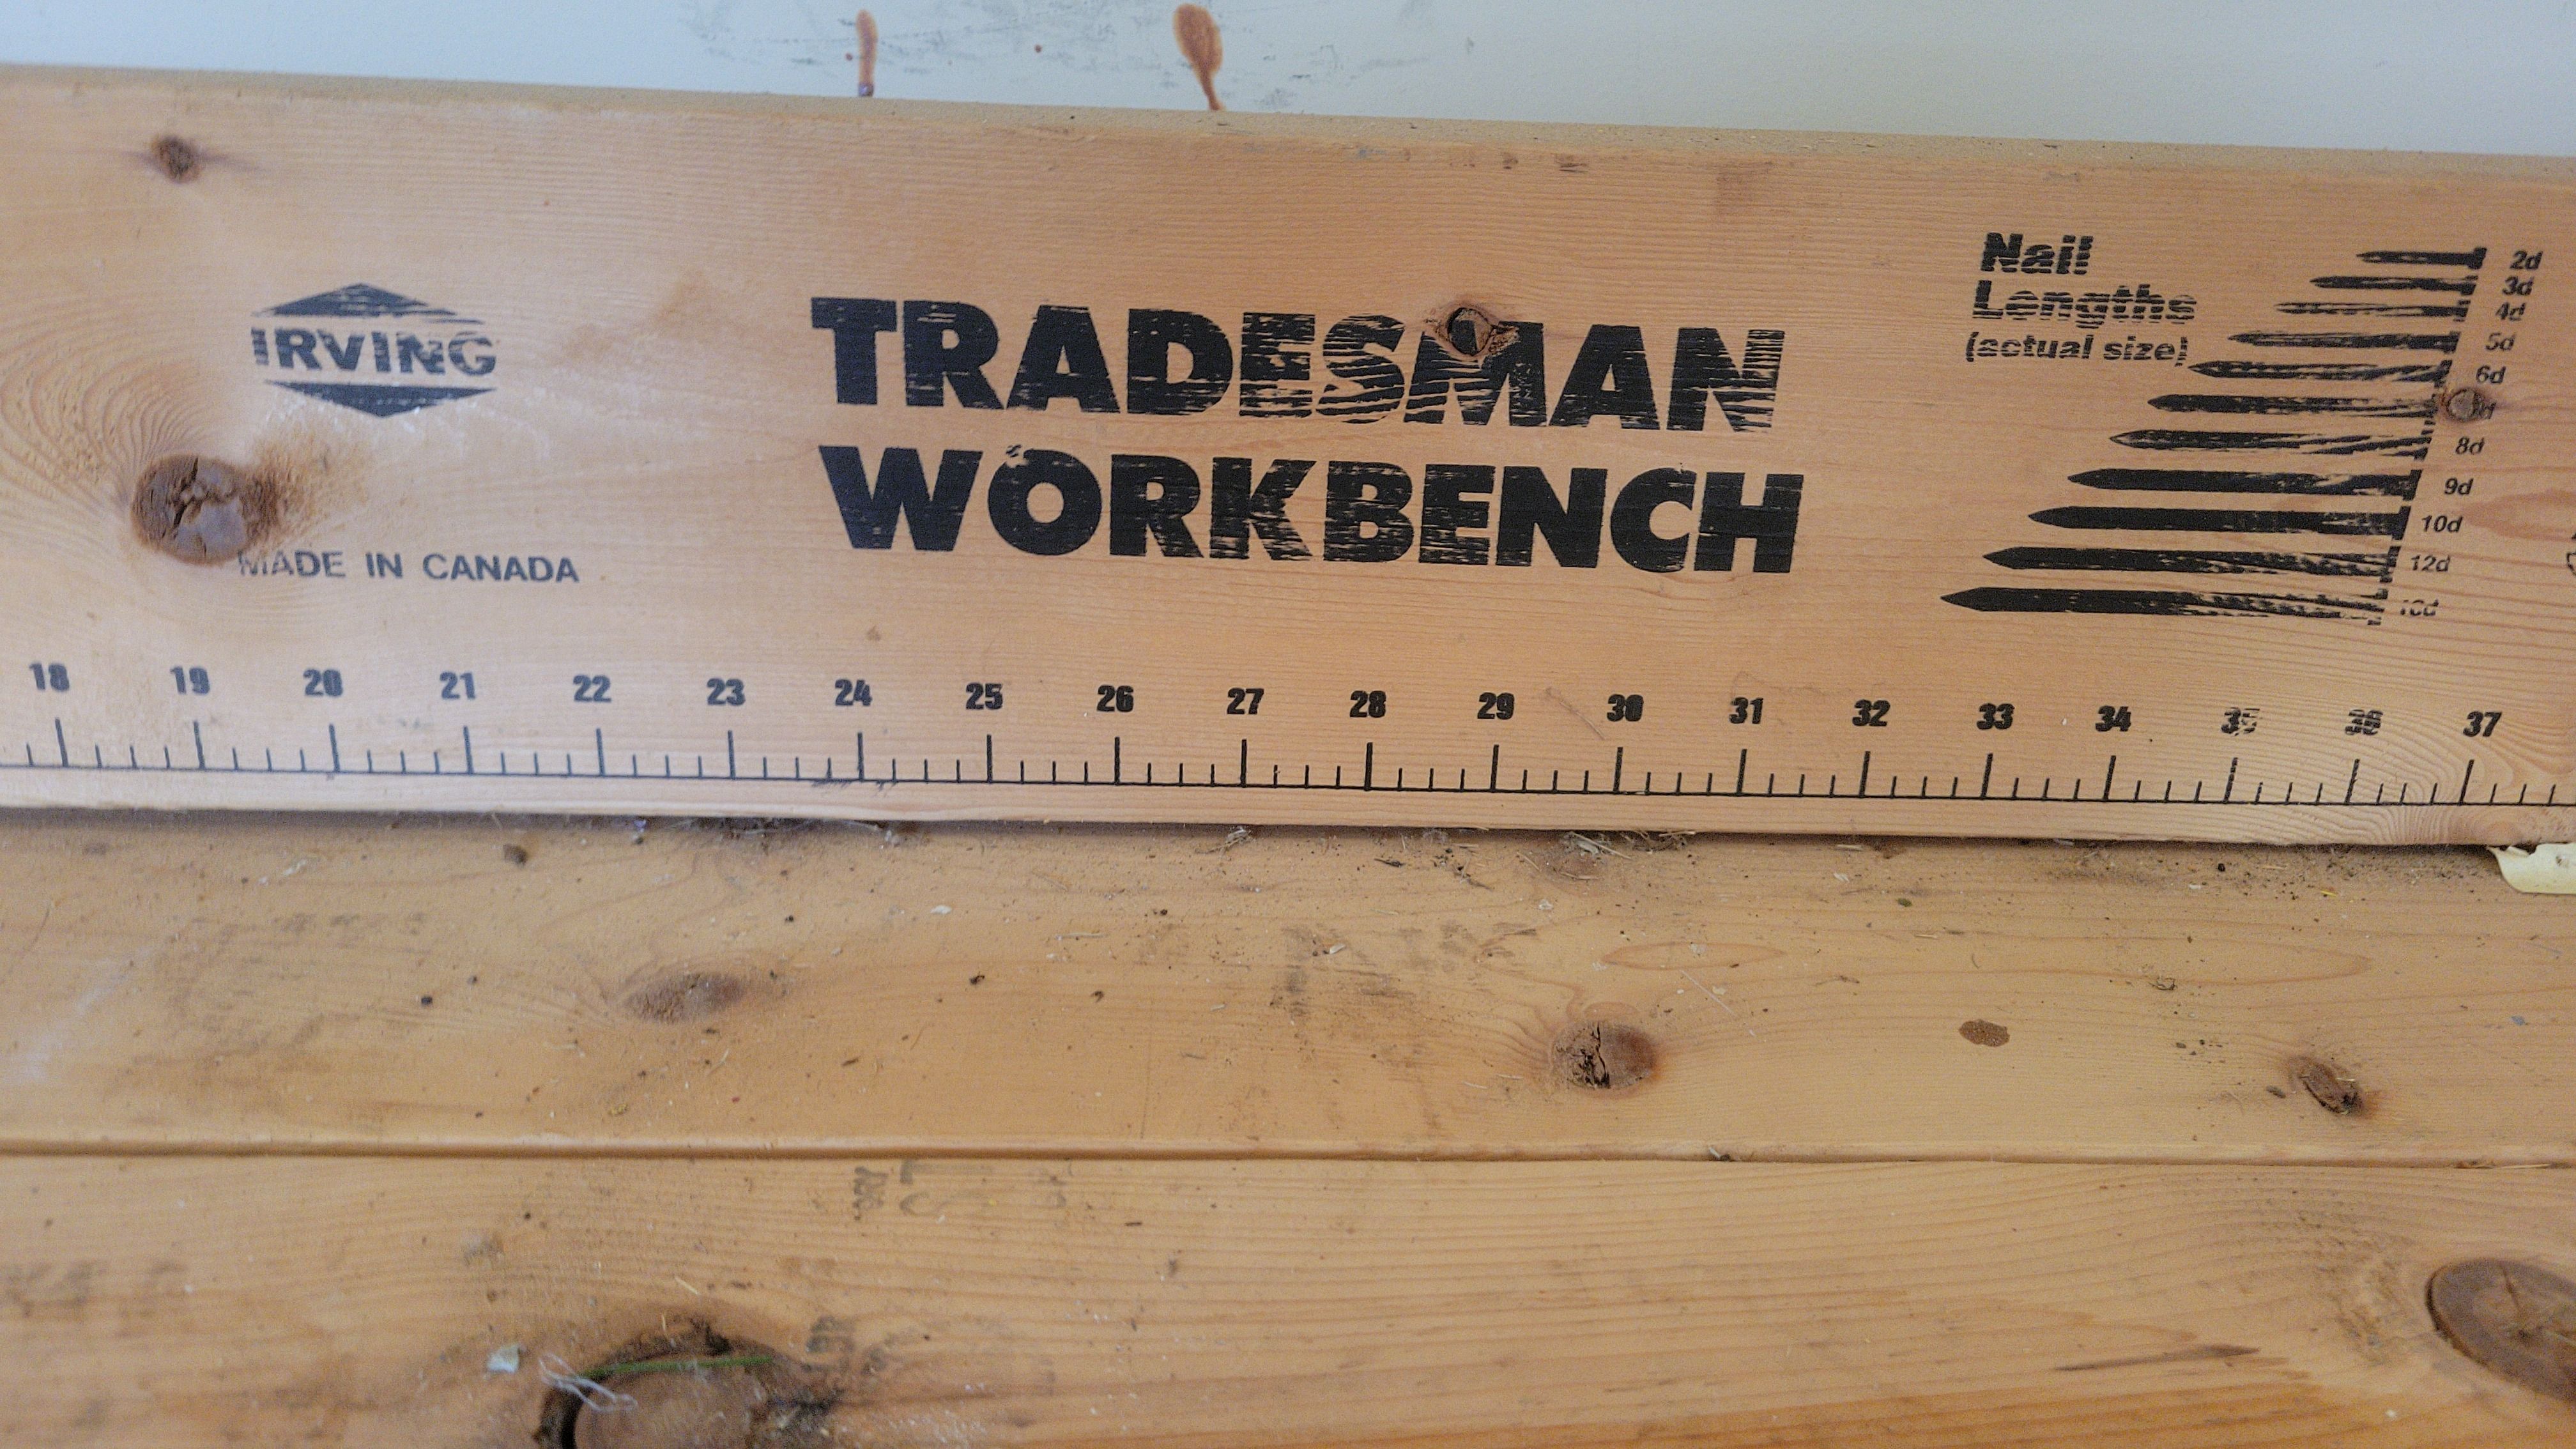 IRVING
MADE IN CANADA
TRADESMAN
WORKBENCH
Nail
Lengths
(actual size)
2d
3d
4d
5d
6d
8d
9d
10d
12d
16d
18 19 20 21 22 23 24 25 26 27 28 29 30 31 32 33 34 35 36 37